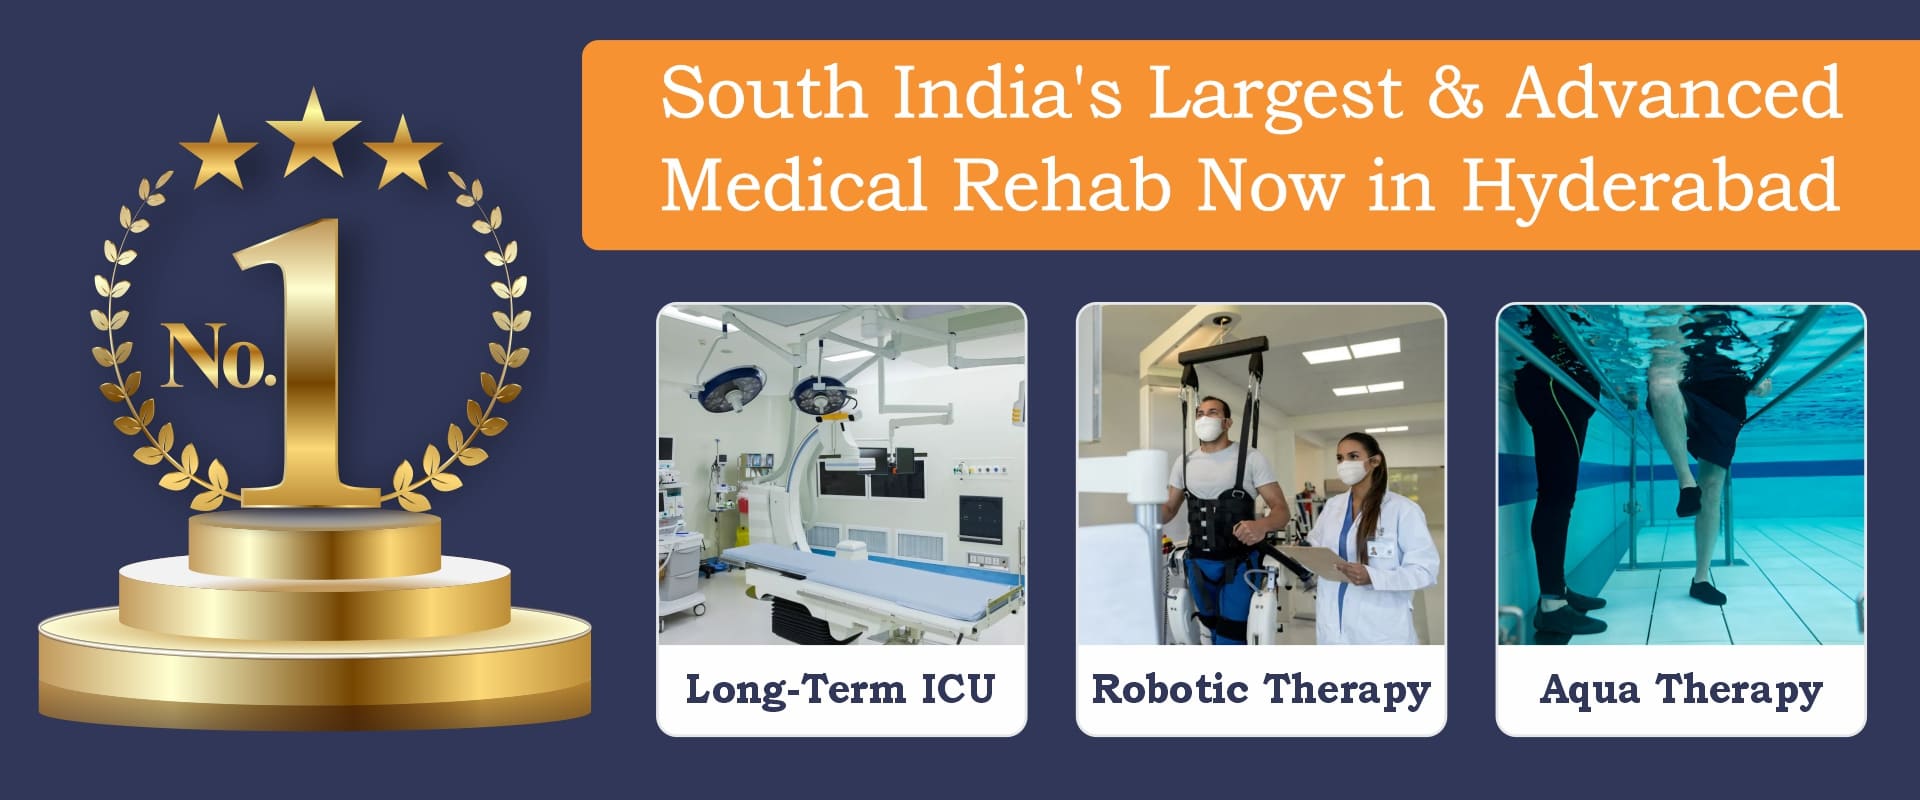 South India's Largest & Advanced
Medical Rehab Now in Hyderabad
No.1
Long-Term ICU
Robotic Therapy
Aqua Therapy